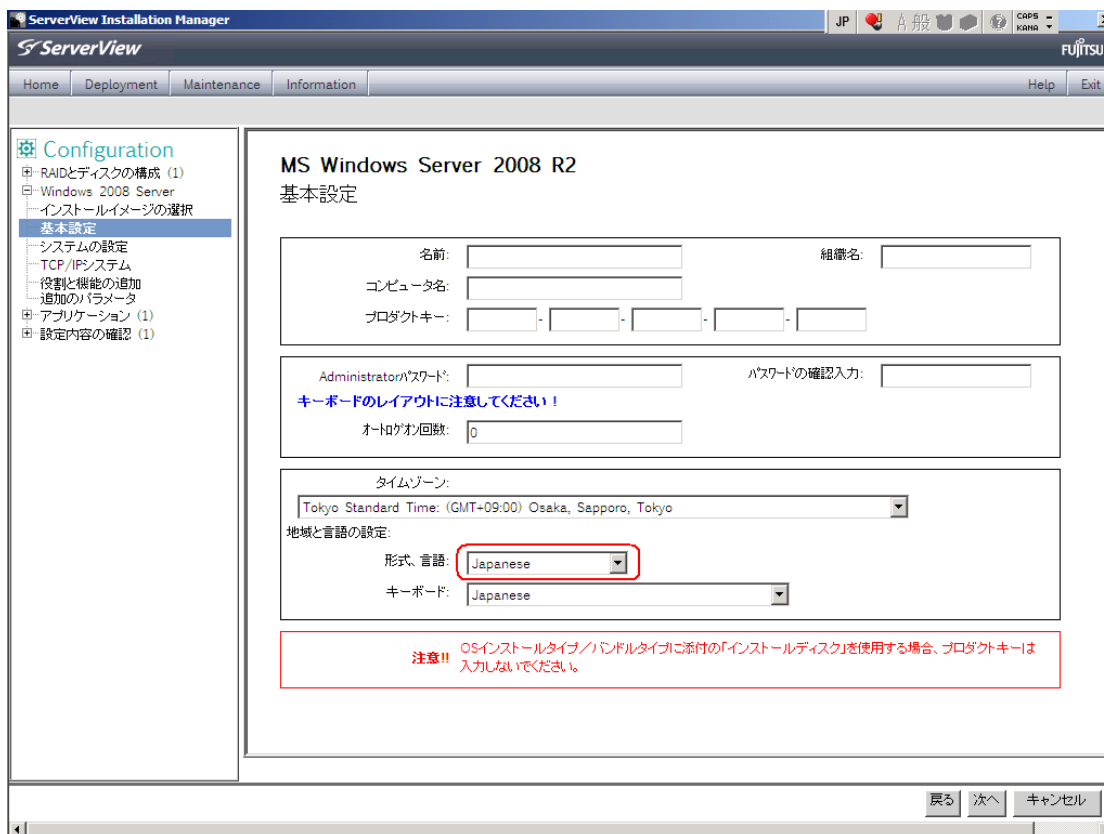 ServerView Installation Manager
JP A 般 CAPS KANA
ServerView
FUJITSU
Home Deployment Maintenance Information Help Exit
Configuration
RAIDとディスクの構成 (1)
Windows 2008 Server
インストールイメージの選択
基本設定
システムの設定
TCP/IPシステム
役割と機能の追加
追加のパラメータ
アプリケーション (1)
設定内容の確認 (1)
MS Windows Server 2008 R2
基本設定
名前: 組織名:
コンピュータ名:
プロダクトキー: - - - -
Administratorパスワード: パスワードの確認入力:
キーボードのレイアウトに注意してください！
オートログオン回数: 0
タイムゾーン:
Tokyo Standard Time: (GMT+09:00) Osaka, Sapporo, Tokyo
地域と言語の設定:
形式、言語: Japanese
キーボード: Japanese
注意!! OSインストールタイプ／バンドルタイプに添付の「インストールディスク」を使用する場合、プロダクトキーは
入力しないでください。
戻る 次へ キャンセル